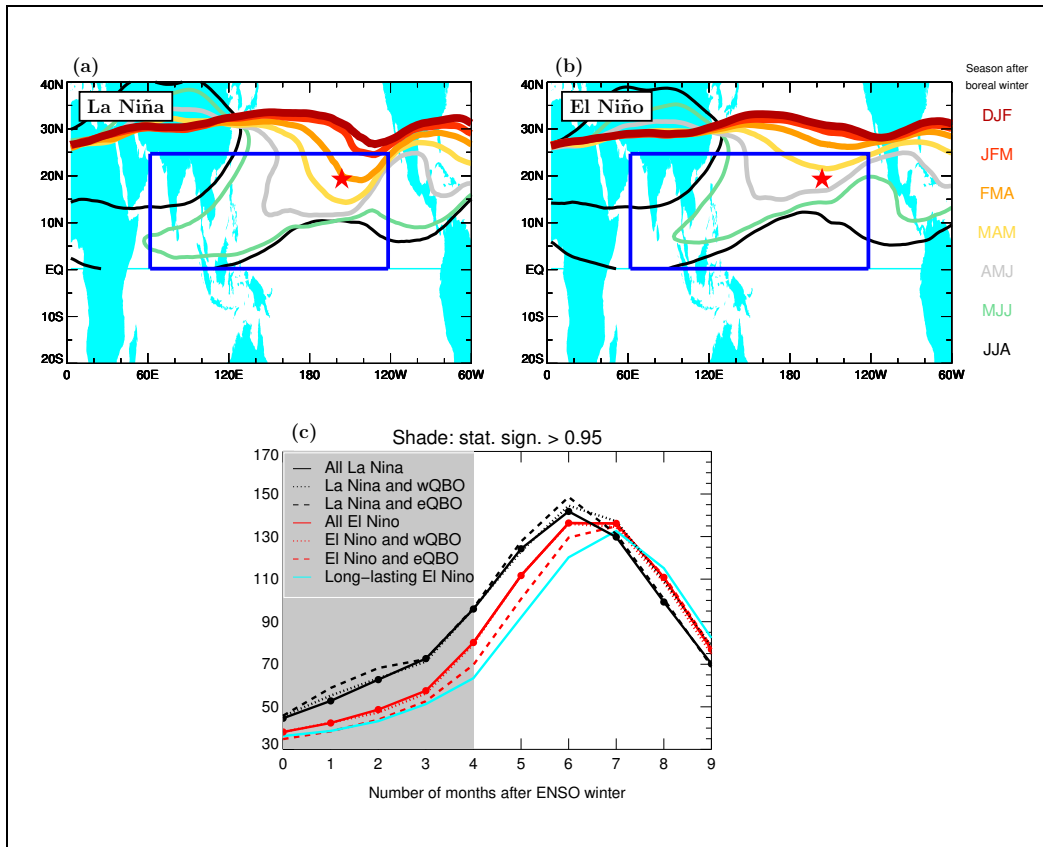 (a)
(b)
Season after
boreal winter
La Niña
El Niño
40N
30N
20N
10N
EQ
10S
20S
0
60E
120E
180
120W
60W
40N
30N
20N
10N
EQ
10S
20S
0
60E
120E
180
120W
60W
DJF
JFM
FMA
MAM
AMJ
MJJ
JJA
(c)
Shade: stat. sign. > 0.95
All La Nina
La Nina and wQBO
La Nina and eQBO
All El Nino
El Nino and wQBO
El Nino and eQBO
Long-lasting El Nino
170
150
130
110
90
70
50
30
0 1 2 3 4 5 6 7 8 9
Number of months after ENSO winter